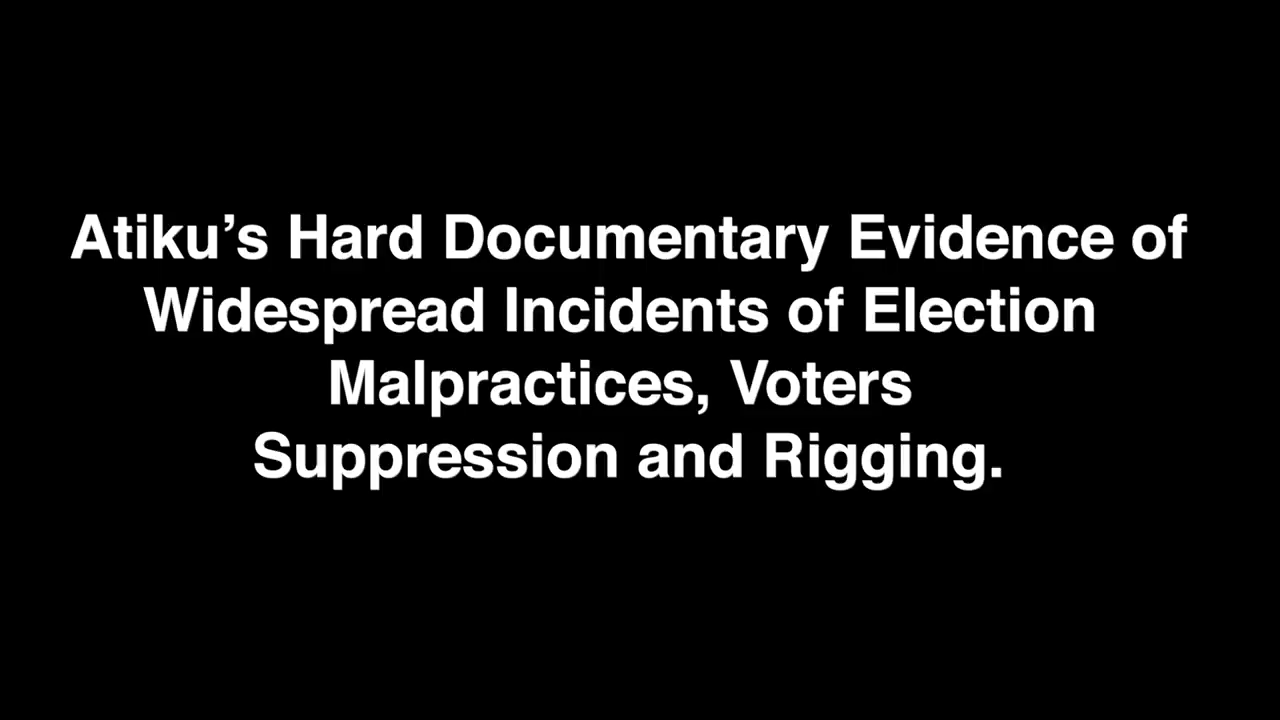 Atiku’s Hard Documentary Evidence of
Widespread Incidents of Election
Malpractices, Voters
Suppression and Rigging.